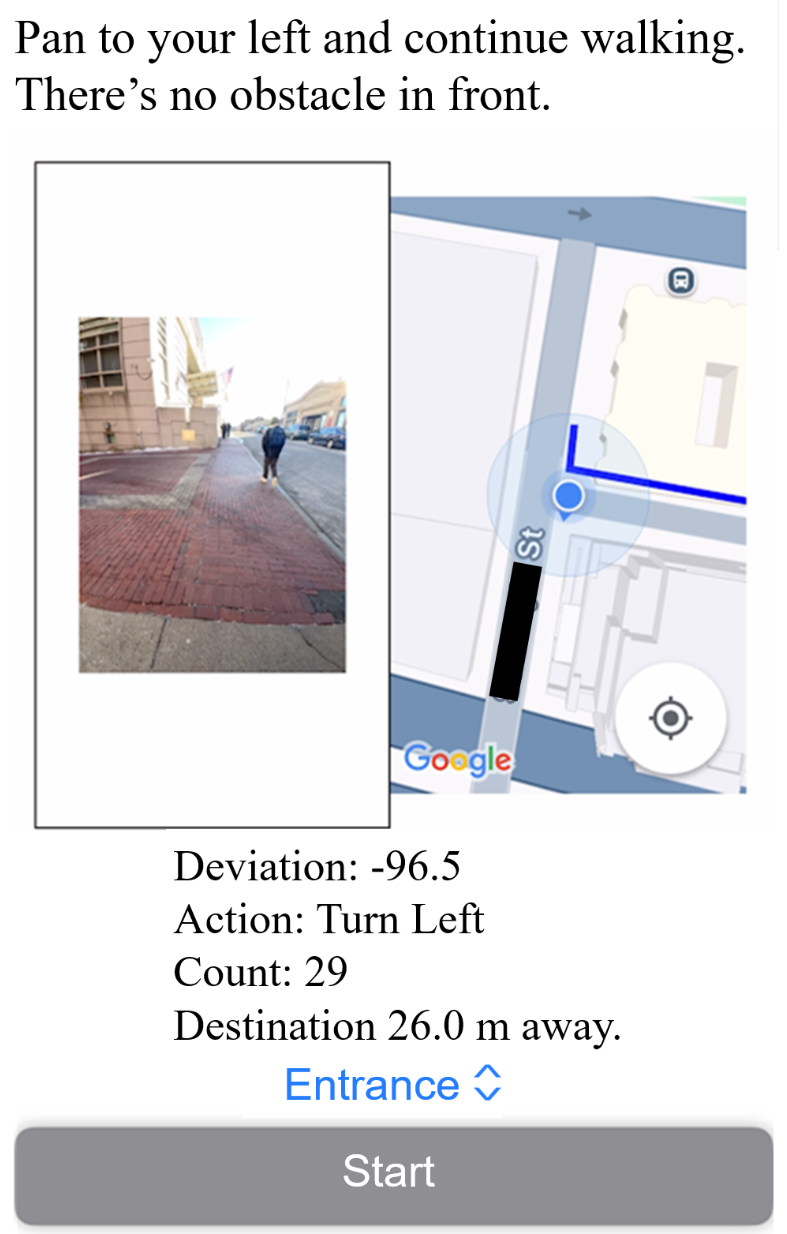 Pan to your left and continue walking.
There’s no obstacle in front.
St
Google
Deviation: -96.5
Action: Turn Left
Count: 29
Destination 26.0 m away.
Entrance
Start